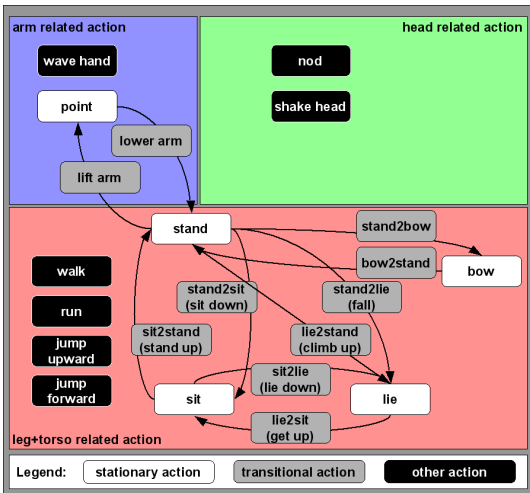 arm related action
head related action
wave hand
nod
point
shake head
lower arm
lift arm
stand
stand2bow
bow2stand
bow
walk
stand2sit
(sit down)
stand2lie
(fall)
run
sit2stand
(stand up)
lie2stand
(climb up)
jump
upward
sit2lie
(lie down)
jump
forward
sit
lie
lie2sit
(get up)
leg+torso related action
Legend:
stationary action
transitional action
other action